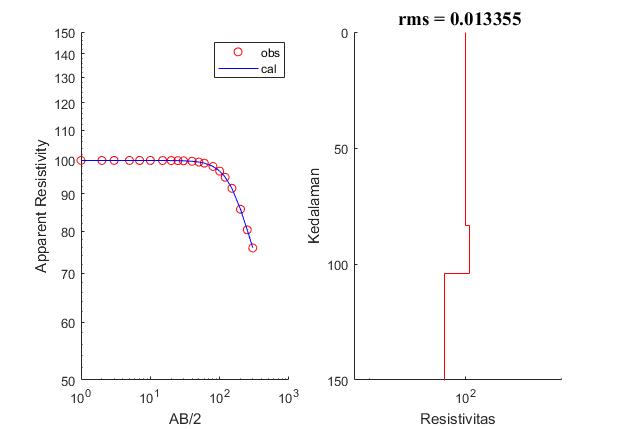 rms = 0.013355
150
140
130
120
110
100
90
80
70
60
50
Apparent Resistivity
obs
cal
10^0
10^1
10^2
10^3
AB/2
0
50
100
150
Kedalaman
10^2
Resistivitas